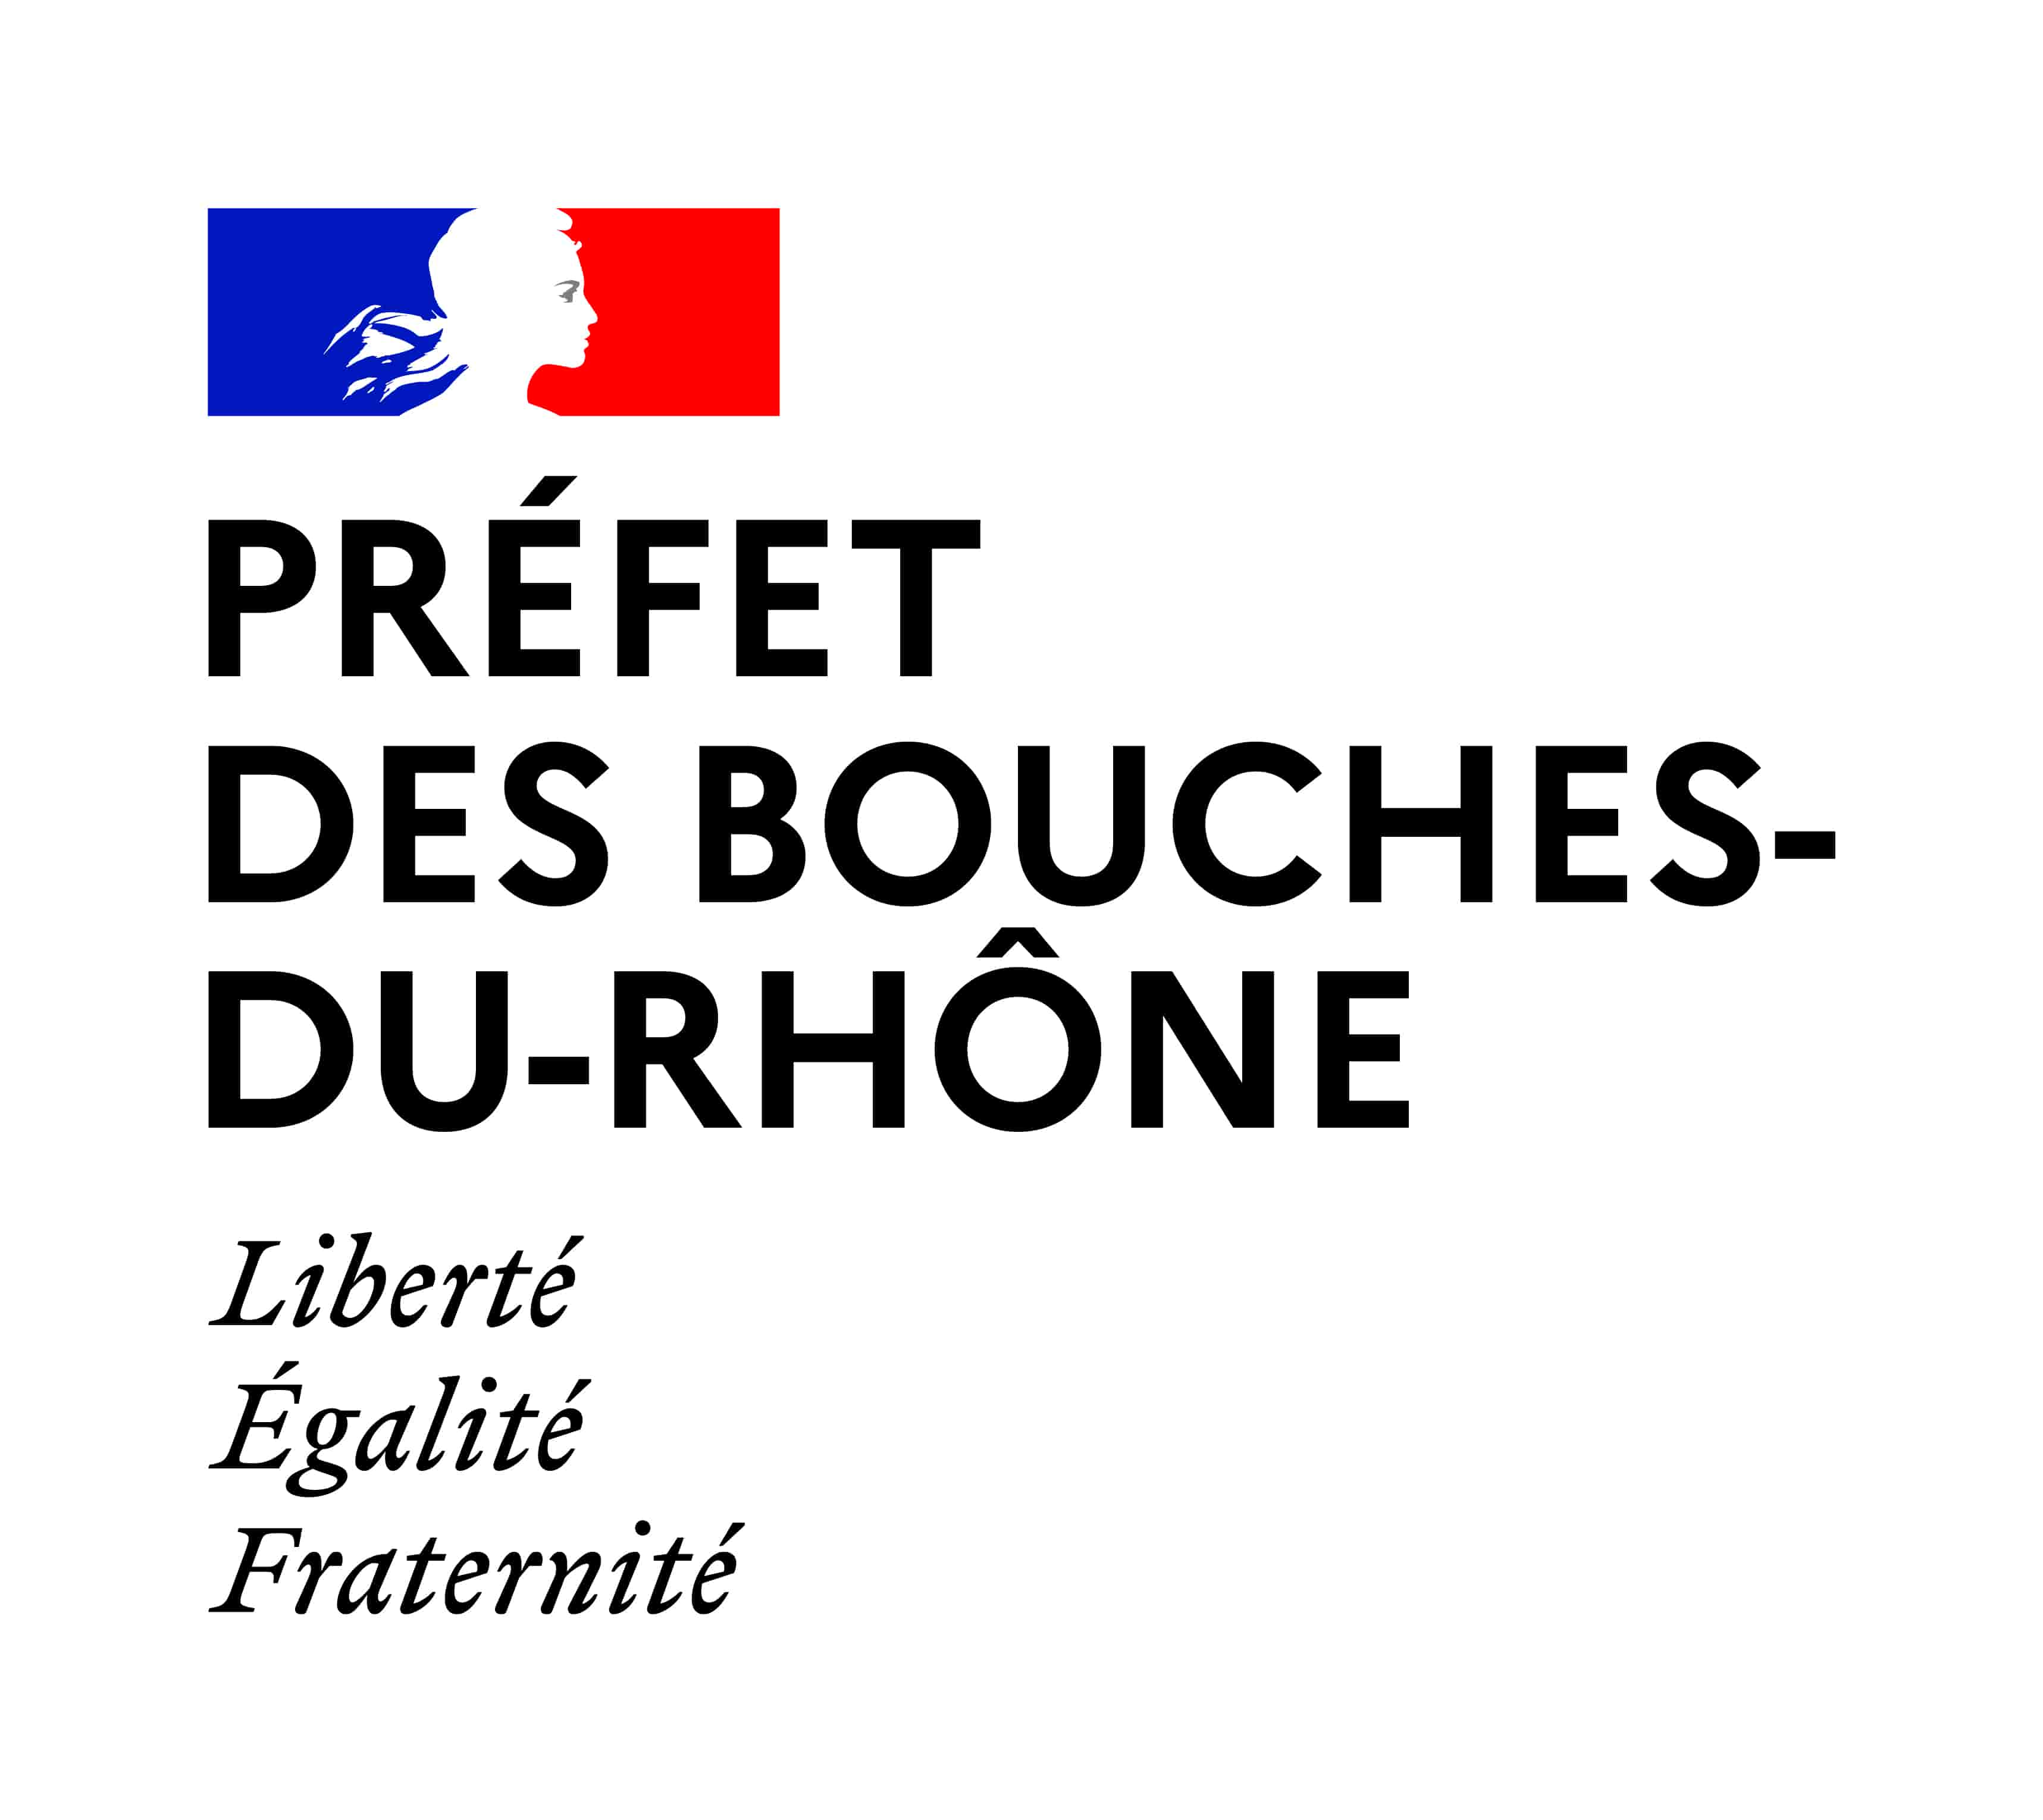 PRÉFET
DES BOUCHES-
DU-RHÔNE
Liberté
Égalité
Fraternité